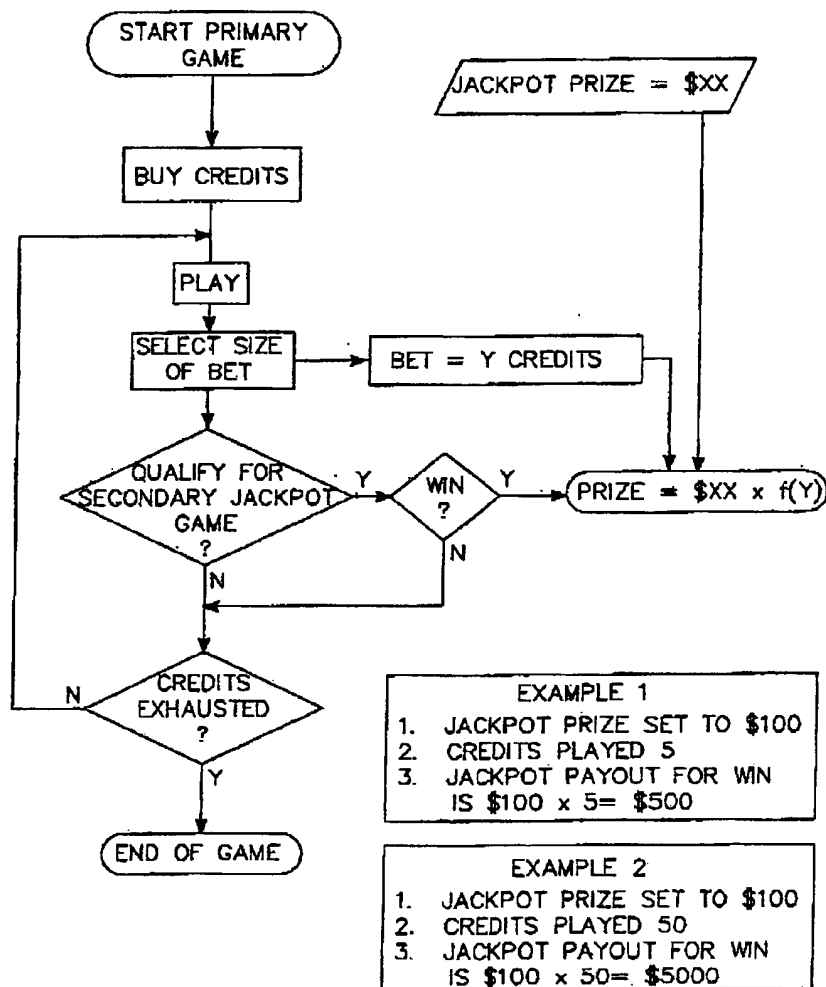 START PRIMARY
GAME
JACKPOT PRIZE = $XX
BUY CREDITS
PLAY
SELECT SIZE
OF BET
BET = Y CREDITS
QUALIFY FOR
SECONDARY JACKPOT
GAME
?
Y
WIN
?
Y
PRIZE = $XX x f(Y)
N
N
CREDITS
EXHAUSTED
?
N
Y
END OF GAME
EXAMPLE 1
1. JACKPOT PRIZE SET TO $100
2. CREDITS PLAYED 5
3. JACKPOT PAYOUT FOR WIN
IS $100 x 5= $500
EXAMPLE 2
1. JACKPOT PRIZE SET TO $100
2. CREDITS PLAYED 50
3. JACKPOT PAYOUT FOR WIN
IS $100 x 50= $5000